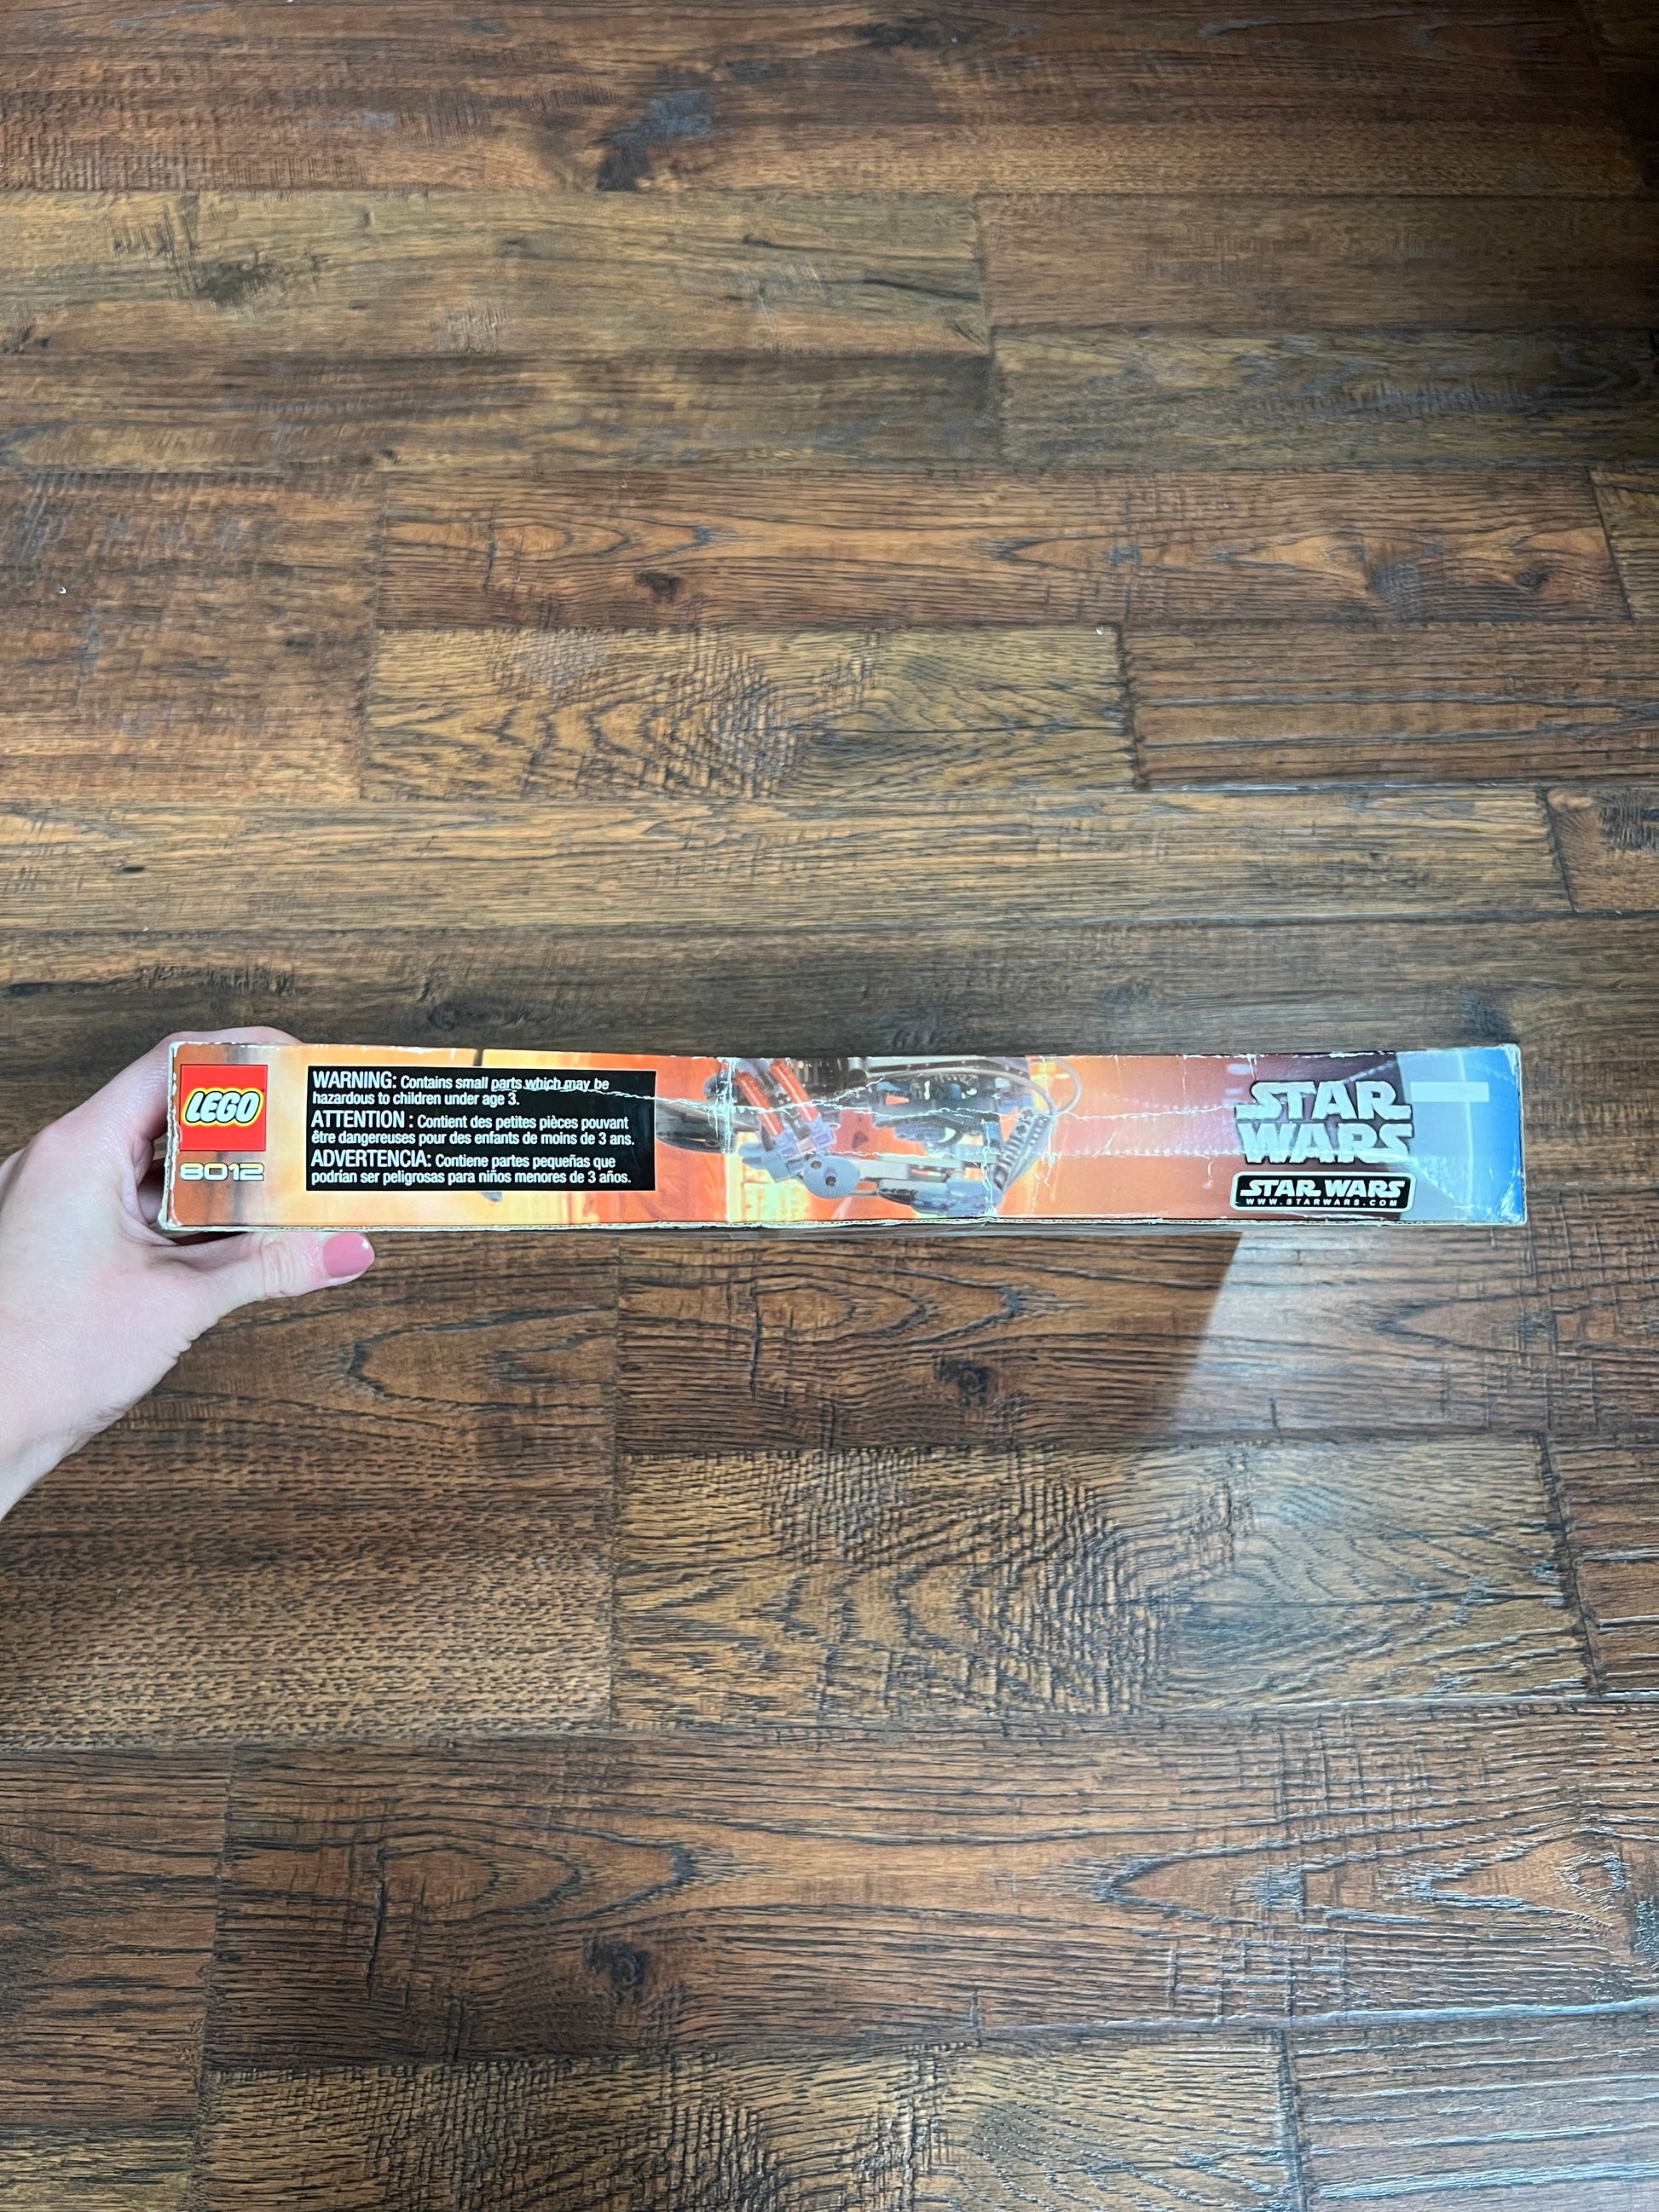 LEGO
8012
WARNING: Contains small parts which may be
hazardous to children under age 3.
ATTENTION : Contient des petites pièces pouvant
être dangereuses pour des enfants de moins de 3 ans.
ADVERTENCIA: Contiene partes pequeñas que
podrían ser peligrosas para niños menores de 3 años.
STAR
WARS
STAR WARS
WWW.STARWARS.COM